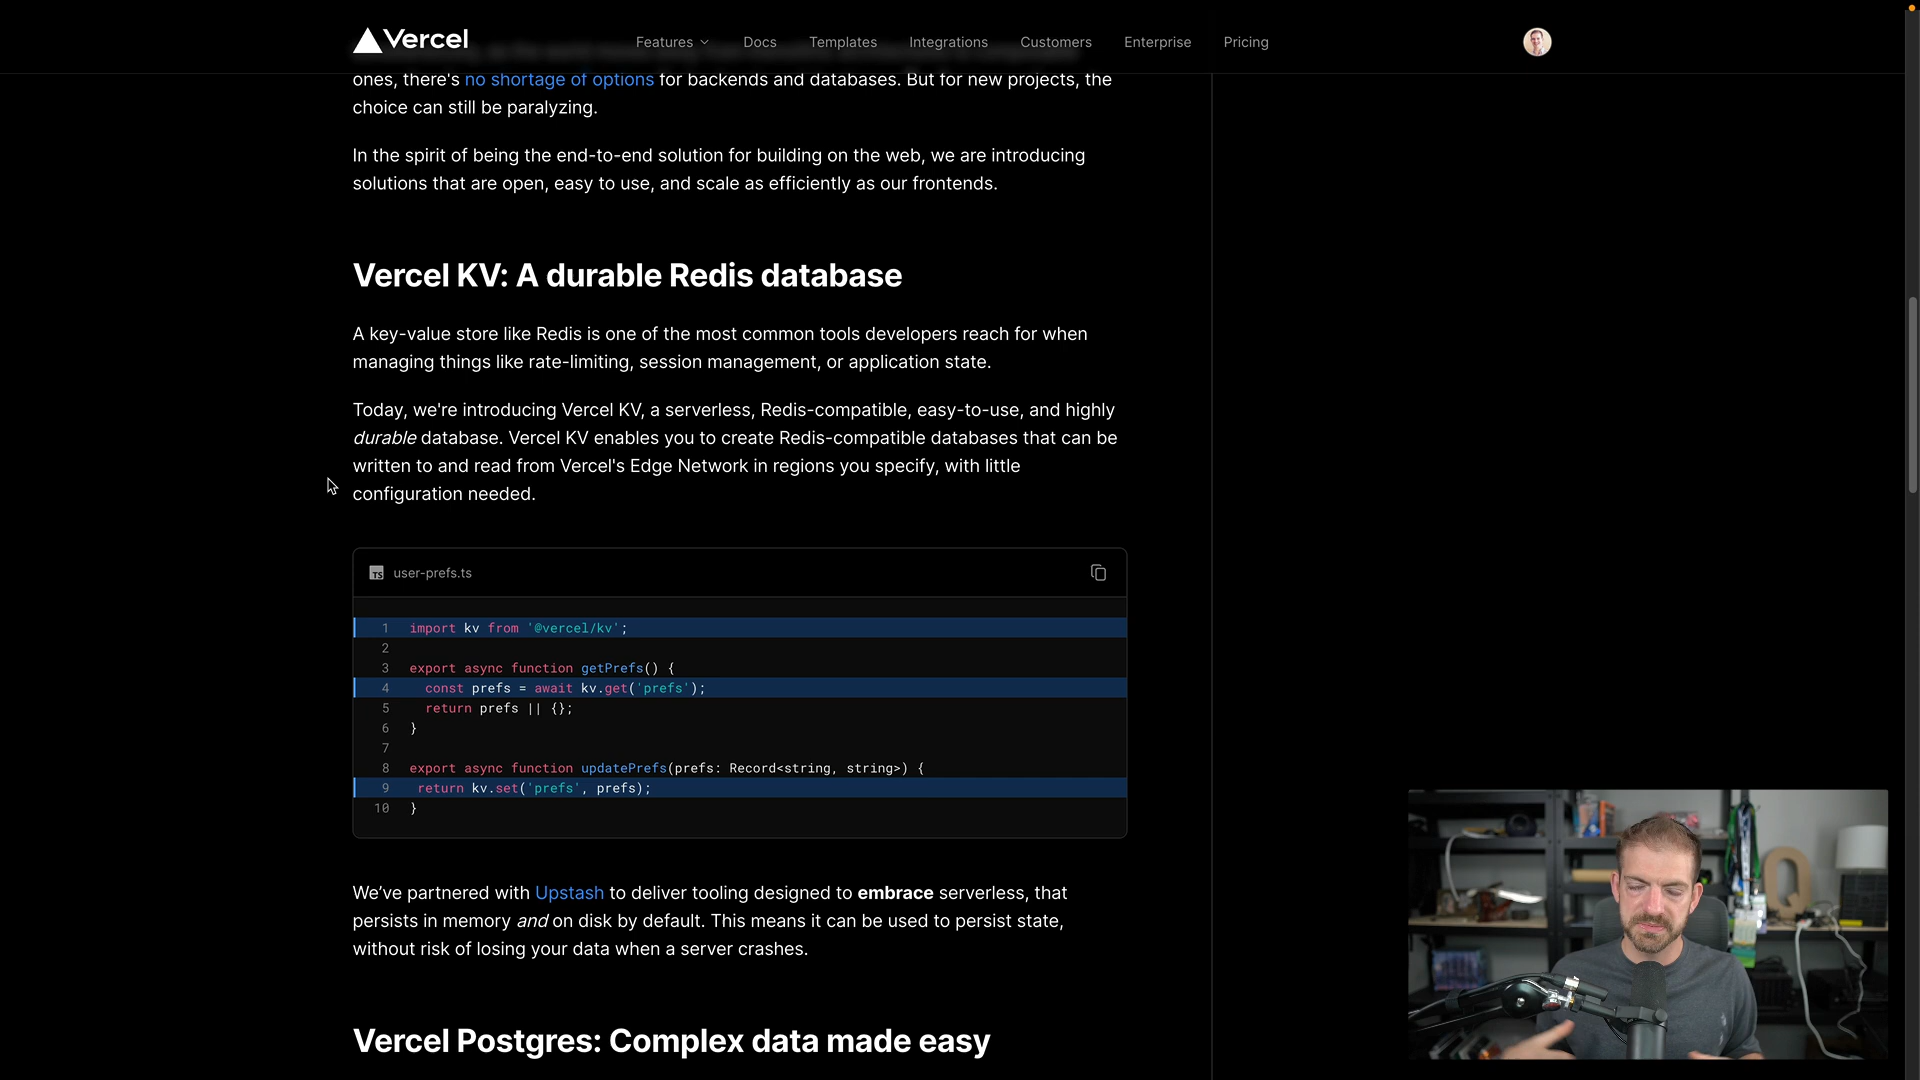 Vercel
Features
Docs
Templates
Integrations
Customers
Enterprise
Pricing
ones, there's no shortage of options for backends and databases. But for new projects, the
choice can still be paralyzing.
In the spirit of being the end-to-end solution for building on the web, we are introducing
solutions that are open, easy to use, and scale as efficiently as our frontends.
Vercel KV: A durable Redis database
A key-value store like Redis is one of the most common tools developers reach for when
managing things like rate-limiting, session management, or application state.
Today, we're introducing Vercel KV, a serverless, Redis-compatible, easy-to-use, and highly
durable database. Vercel KV enables you to create Redis-compatible databases that can be
written to and read from Vercel's Edge Network in regions you specify, with little
configuration needed.
TS user-prefs.ts
1 import kv from '@vercel/kv';
2
3 export async function getPrefs() {
4 const prefs = await kv.get('prefs');
5 return prefs || {};
6 }
7
8 export async function updatePrefs(prefs: Record<string, string>) {
9 return kv.set('prefs', prefs);
10 }
We’ve partnered with Upstash to deliver tooling designed to embrace serverless, that
persists in memory and on disk by default. This means it can be used to persist state,
without risk of losing your data when a server crashes.
Vercel Postgres: Complex data made easy